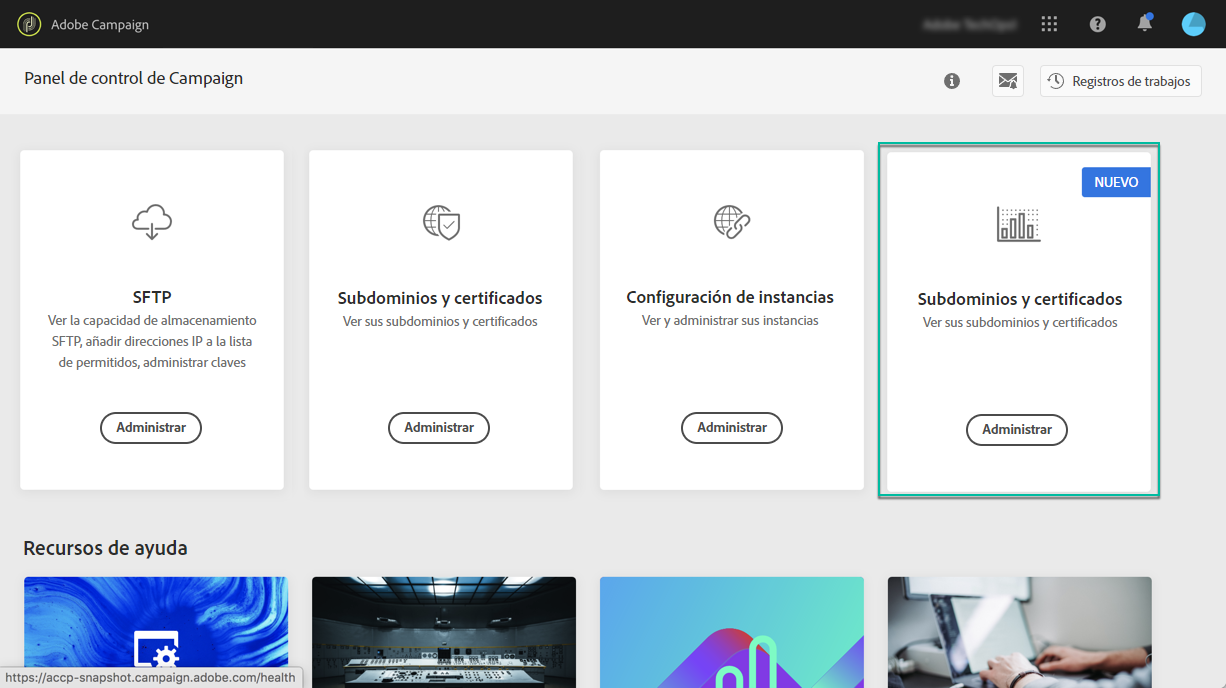 Adobe Campaign
Adobe TechOps
Panel de control de Campaign
Registros de trabajos
NUEVO
SFTP
Ver la capacidad de almacenamiento
SFTP, añadir direcciones IP a la lista
de permitidos, administrar claves
Administrar
Subdominios y certificados
Ver sus subdominios y certificados
Administrar
Configuración de instancias
Ver y administrar sus instancias
Administrar
Subdominios y certificados
Ver sus subdominios y certificados
Administrar
Recursos de ayuda
https://accp-snapshot.campaign.adobe.com/health